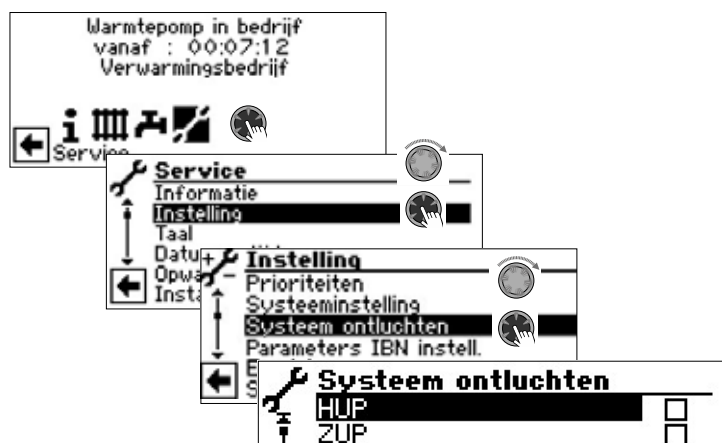 Warmtepomp in bedrijf
vanaf : 00:07:12
Verwarmingsbedrijf
Service
Service
Informatie
Instelling
Taal
Instelling
Prioriteiten
Systeeminstelling
Systeem ontluchten
Parameters IBN instell.
Systeem ontluchten
HUP
ZUP